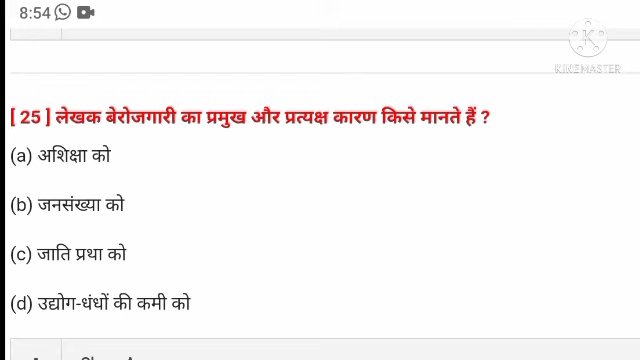 8:54
KINEMASTER
[ 25 ] लेखक बेरोजगारी का प्रमुख और प्रत्यक्ष कारण किसे मानते हैं ?
(a) अशिक्षा को
(b) जनसंख्या को
(c) जाति प्रथा को
(d) उद्योग-धंधों की कमी को